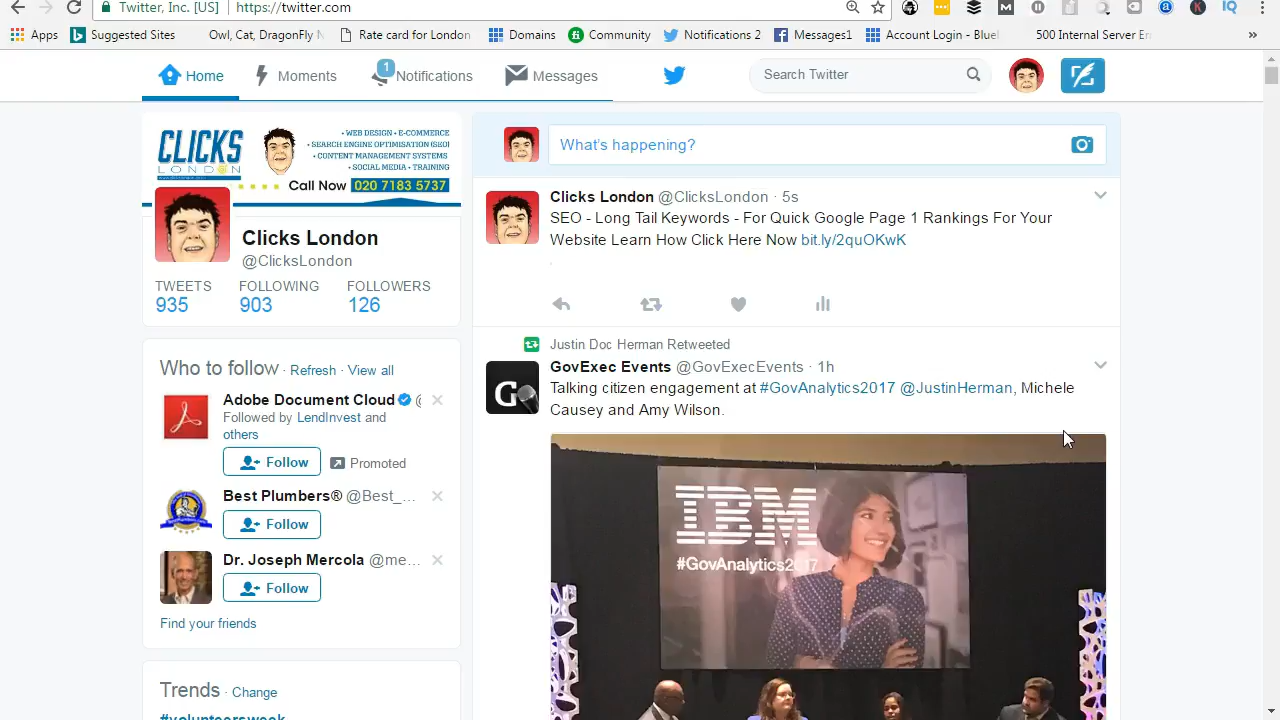 Twitter, Inc. [US] https://twitter.com
Apps Suggested Sites Owl, Cat, DragonFly N Rate card for London Domains Community Notifications 2 Messages1 Account Login - Bluel 500 Internal Server Er »
Home Moments 1 Notifications Messages Search Twitter
CLICKS
LONDON
• WEB DESIGN • E-COMMERCE
• SEARCH ENGINE OPTIMISATION (SEO)
• CONTENT MANAGEMENT SYSTEMS
• SOCIAL MEDIA • TRAINING
Call Now 020 7183 5737
Clicks London
@ClicksLondon
TWEETS FOLLOWING FOLLOWERS
935 903 126
Who to follow · Refresh · View all
Adobe Document Cloud
Followed by LendInvest and
others
Follow Promoted
Best Plumbers® @Best_...
Follow
Dr. Joseph Mercola @me...
Follow
Find your friends
Trends · Change
#volunteersweek
What's happening?
Clicks London @ClicksLondon · 5s
SEO - Long Tail Keywords - For Quick Google Page 1 Rankings For Your
Website Learn How Click Here Now bit.ly/2quOKwK
Justin Doc Herman Retweeted
GovExec Events @GovExecEvents · 1h
Talking citizen engagement at #GovAnalytics2017 @JustinHerman, Michele
Causey and Amy Wilson.
G
IBM
#GovAnalytics2017